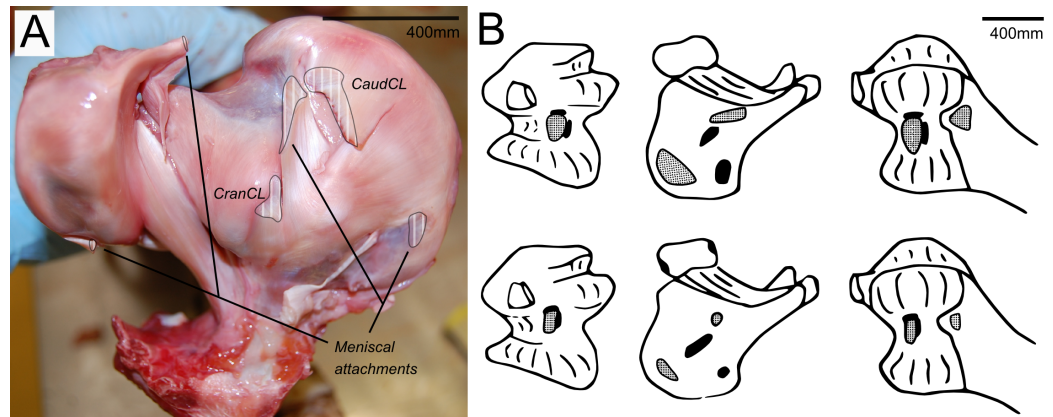 A
400mm
CaudCL
CranCL
Meniscal
attachments
B
400mm